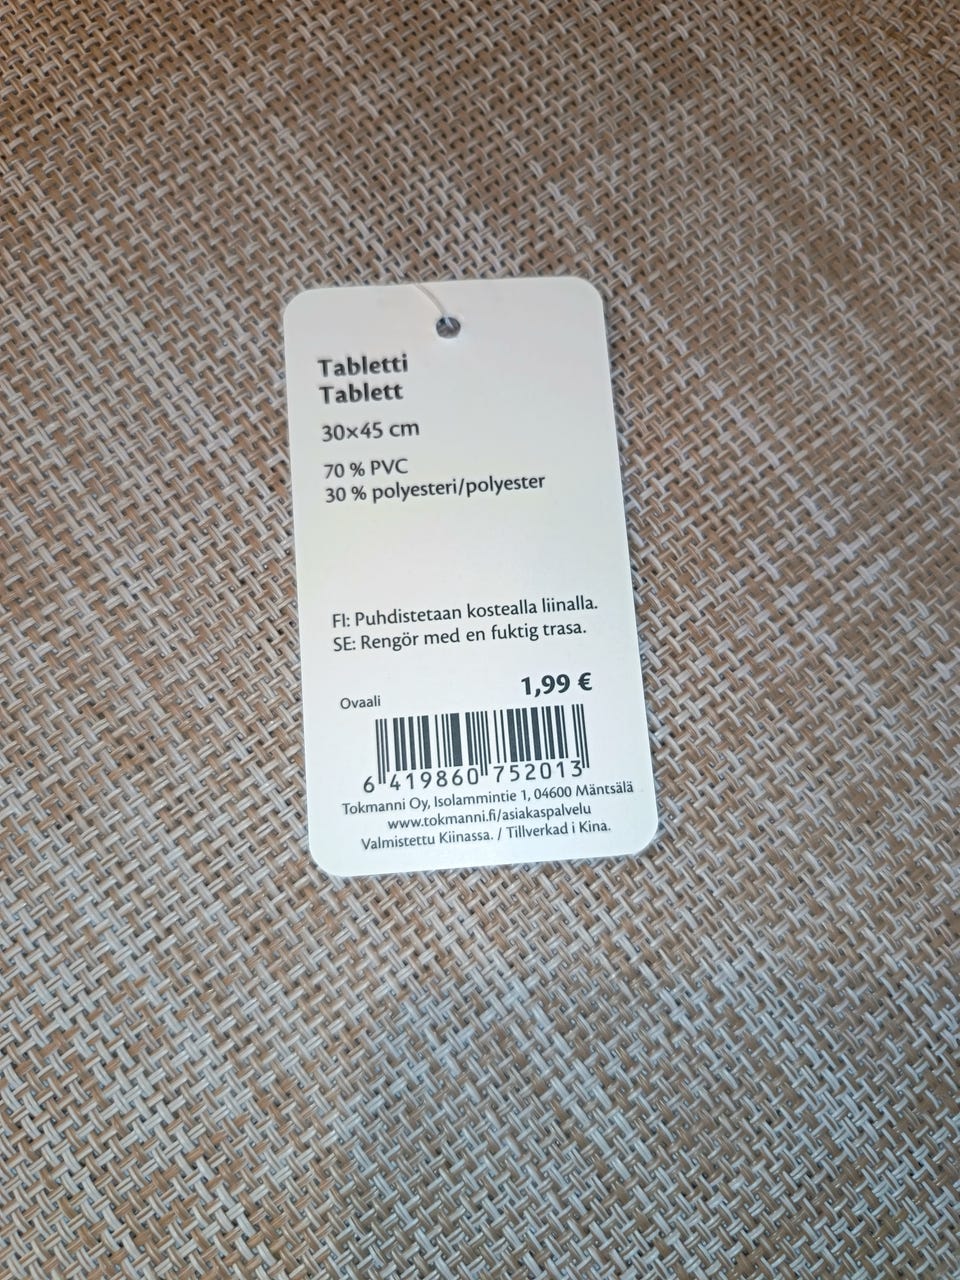 Tabletti
Tablett
30×45 cm
70 % PVC
30 % polyesteri/polyester
FI: Puhdistetaan kostealla liinalla.
SE: Rengör med en fuktig trasa.
Ovaali 1,99 €
6 419860 752013
Tokmanni Oy, Isolammintie 1, 04600 Mäntsälä
www.tokmanni.fi/asiakaspalvelu
Valmistettu Kiinassa. / Tillverkad i Kina.